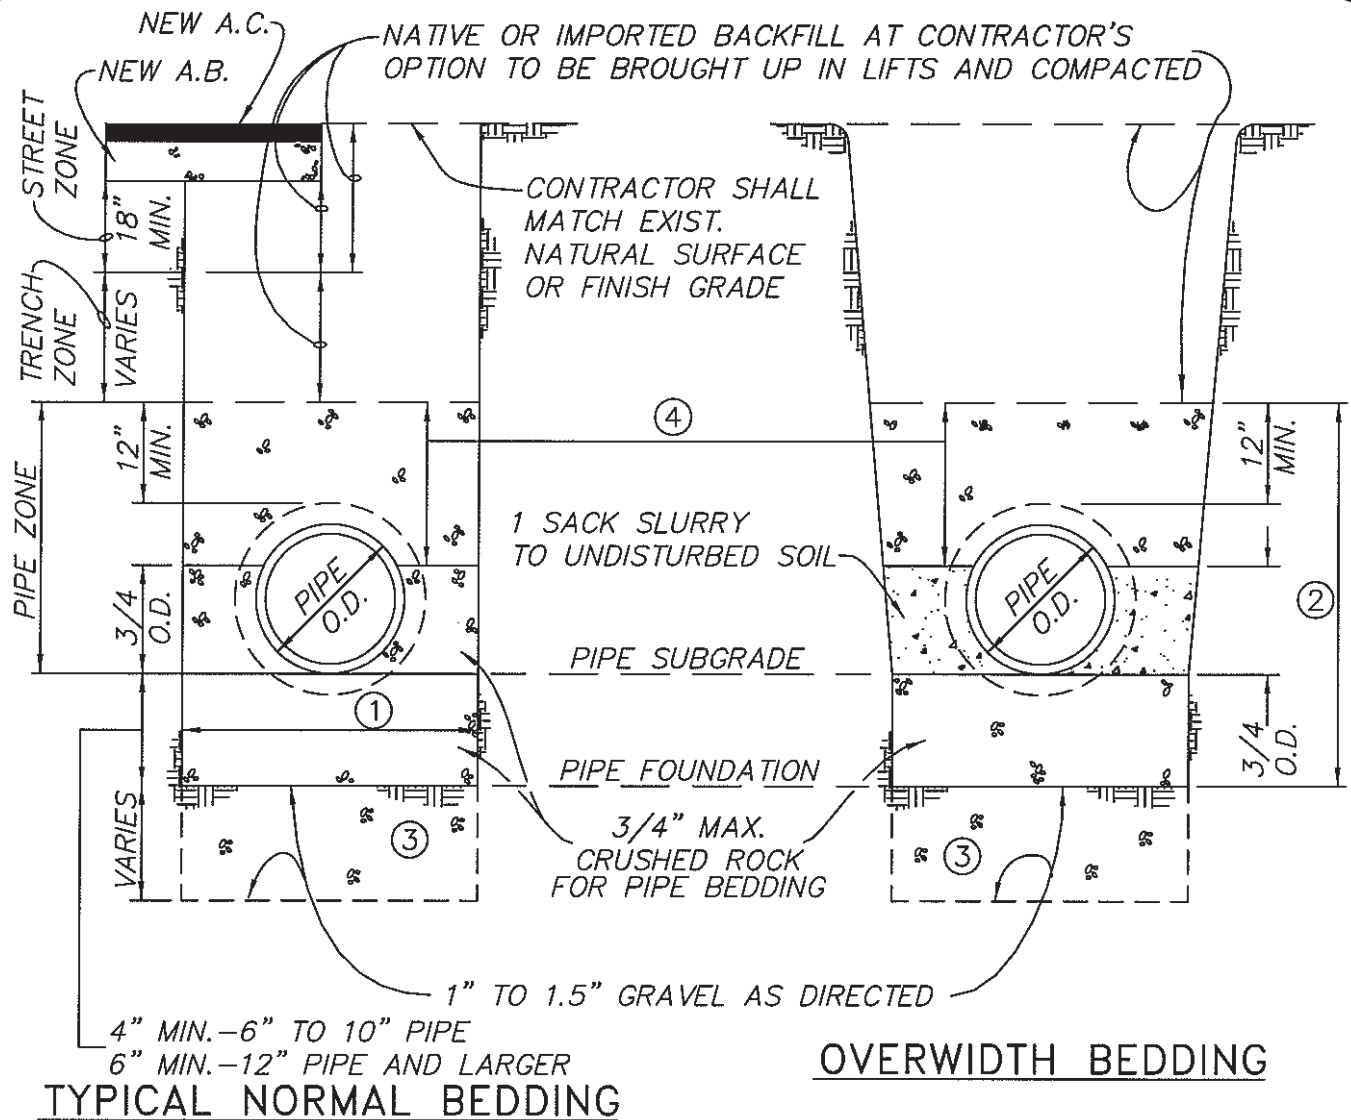 NEW A.C.
NEW A.B.
NATIVE OR IMPORTED BACKFILL AT CONTRACTOR'S
OPTION TO BE BROUGHT UP IN LIFTS AND COMPACTED
STREET
ZONE
18"
MIN.
CONTRACTOR SHALL
MATCH EXIST.
NATURAL SURFACE
OR FINISH GRADE
TRENCH
ZONE
VARIES
PIPE ZONE
12"
MIN.
4
12"
MIN.
1 SACK SLURRY
TO UNDISTURBED SOIL
3/4
O.D.
PIPE
O.D.
PIPE
O.D.
2
PIPE SUBGRADE
1
3/4
O.D.
PIPE FOUNDATION
VARIES
3
3/4" MAX.
CRUSHED ROCK
FOR PIPE BEDDING
3
1" TO 1.5" GRAVEL AS DIRECTED
4" MIN.-6" TO 10" PIPE
6" MIN.-12" PIPE AND LARGER
TYPICAL NORMAL BEDDING
OVERWIDTH BEDDING